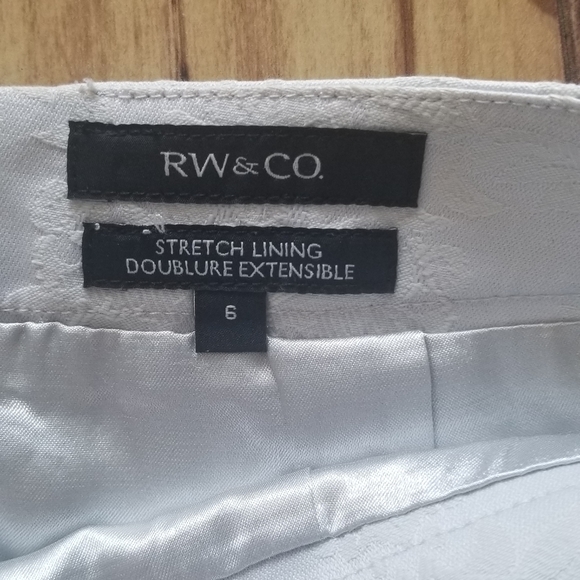 RW&CO.
STRETCH LINING
DOUBLURE EXTENSIBLE
6